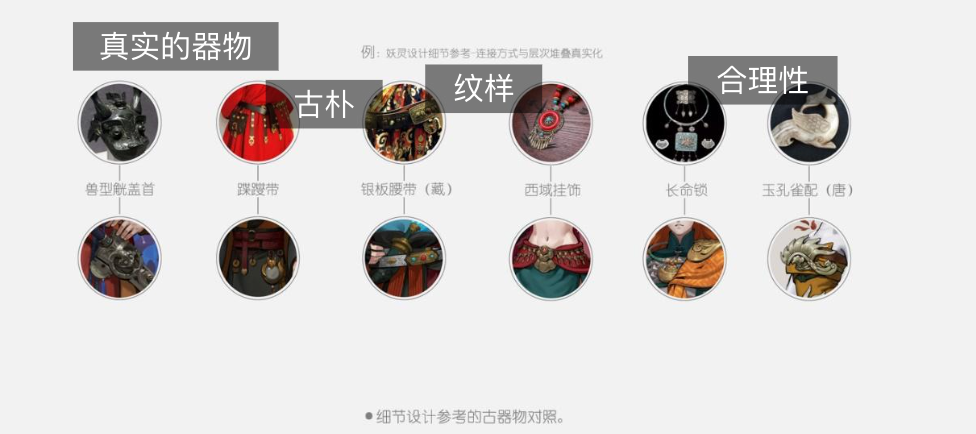 真实的器物
例：妖灵设计细节参考-连接方式与层次堆叠真实化
古朴
纹样
合理性
兽型觥盖首
蹀躞带
银板腰带（藏）
西域挂饰
长命锁
玉孔雀配（唐）
●细节设计参考的古器物对照。